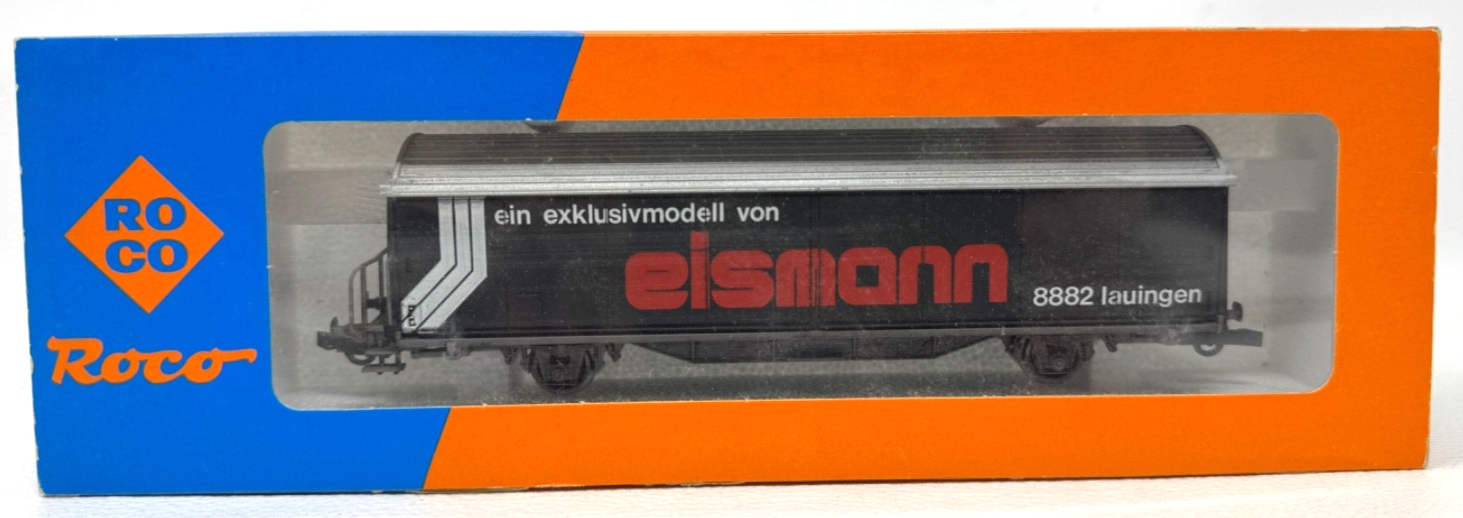 RO
CO
Roco
ein exklusivmodell von
eismann
8882 lauingen